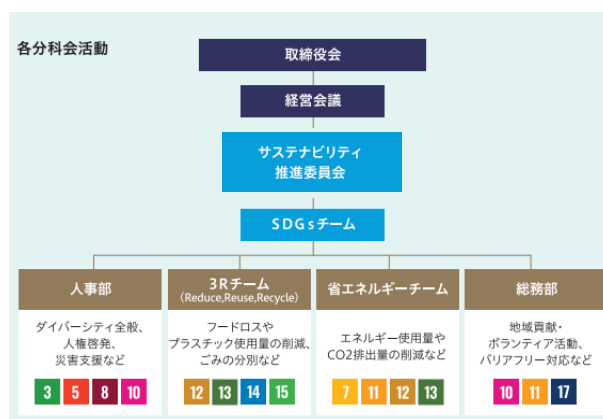 各分科会活動
取締役会
経営会議
サステナビリティ
推進委員会
SDGsチーム
人事部
ダイバーシティ全般、
人権啓発、
災害支援など
3 5 8 10
3Rチーム
(Reduce,Reuse,Recycle)
フードロスや
プラスチック使用量の削減、
ごみの分別など
12 13 14 15
省エネルギーチーム
エネルギー使用量や
CO2排出量の削減など
7 11 12 13
総務部
地域貢献・
ボランティア活動、
バリアフリー対応など
10 11 17